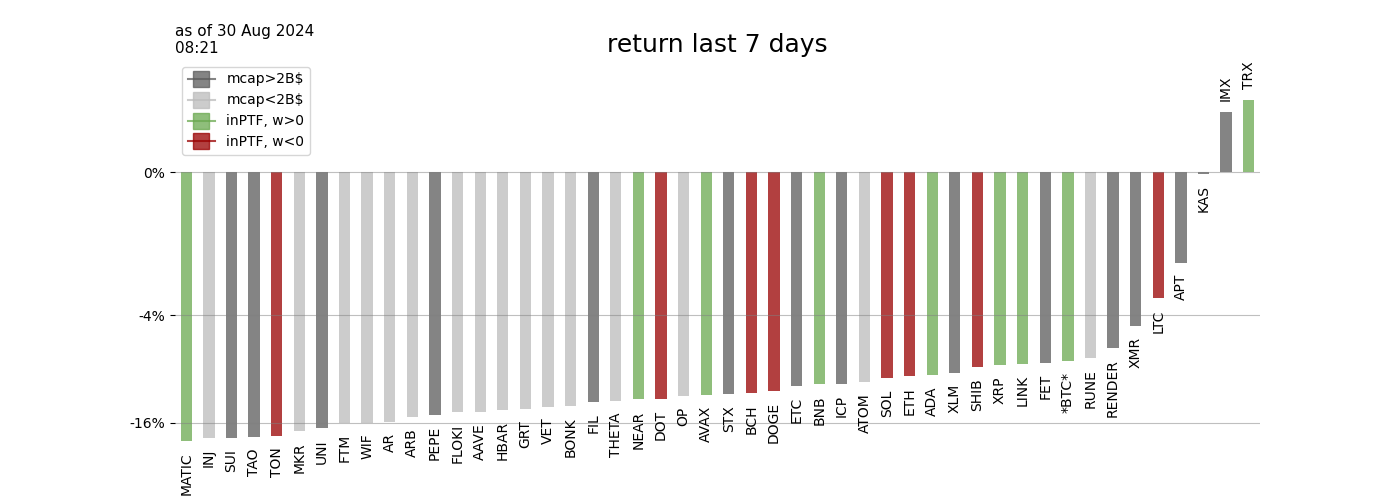 as of 30 Aug 2024
08:21
return last 7 days
mcap>2B$
mcap<2B$
inPTF, w>0
inPTF, w<0
0%
-4%
-16%
MATIC
INJ
SUI
TAO
TON
MKR
UNI
FTM
WIF
AR
ARB
PEPE
FLOKI
AAVE
HBAR
GRT
VET
BONK
FIL
THETA
NEAR
DOT
OP
AVAX
STX
BCH
DOGE
ETC
BNB
ICP
ATOM
SOL
ETH
ADA
XLM
SHIB
XRP
LINK
FET
*BTC*
RUNE
RENDER
XMR
LTC
APT
KAS
IMX
TRX